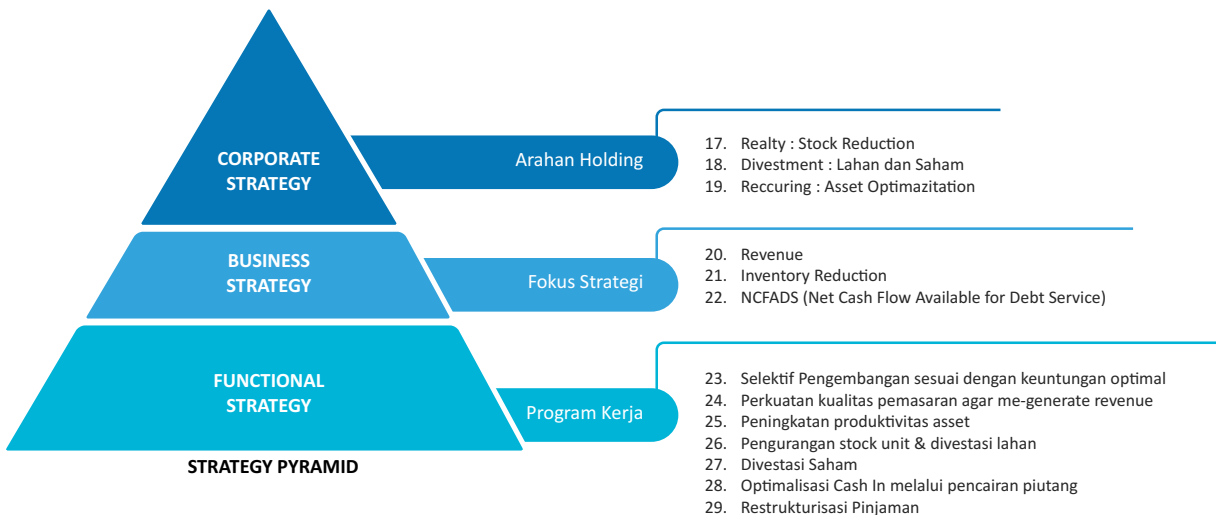 CORPORATE
STRATEGY
Arahan Holding
17. Realty : Stock Reduction
18. Divestment : Lahan dan Saham
19. Reccuring : Asset Optimazitation
BUSINESS
STRATEGY
Fokus Strategi
20. Revenue
21. Inventory Reduction
22. NCFADS (Net Cash Flow Available for Debt Service)
FUNCTIONAL
STRATEGY
Program Kerja
23. Selektif Pengembangan sesuai dengan keuntungan optimal
24. Perkuatan kualitas pemasaran agar me-generate revenue
25. Peningkatan produktivitas asset
26. Pengurangan stock unit & divestasi lahan
27. Divestasi Saham
28. Optimalisasi Cash In melalui pencairan piutang
29. Restrukturisasi Pinjaman
STRATEGY PYRAMID